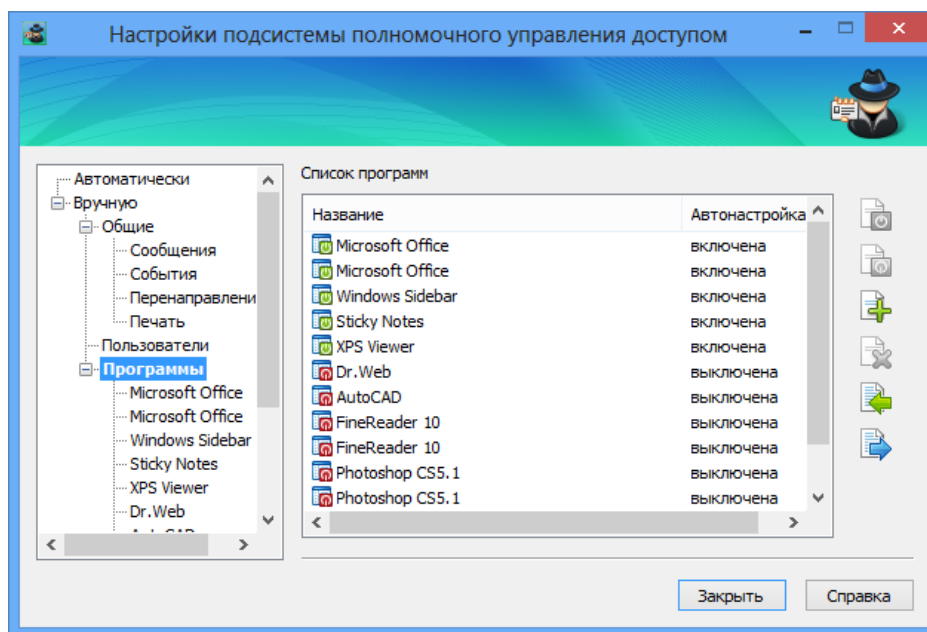 Настройки подсистемы полномочного управления доступом
Автоматически
Вручную
Общие
Сообщения
События
Перенаправлени
Печать
Пользователи
Программы
Microsoft Office
Microsoft Office
Windows Sidebar
Sticky Notes
XPS Viewer
Dr.Web
Список программ
Название Автонастройка
Microsoft Office включена
Microsoft Office включена
Windows Sidebar включена
Sticky Notes включена
XPS Viewer включена
Dr.Web выключена
AutoCAD выключена
FineReader 10 выключена
FineReader 10 выключена
Photoshop CS5.1 выключена
Photoshop CS5.1 выключена
Закрыть Справка